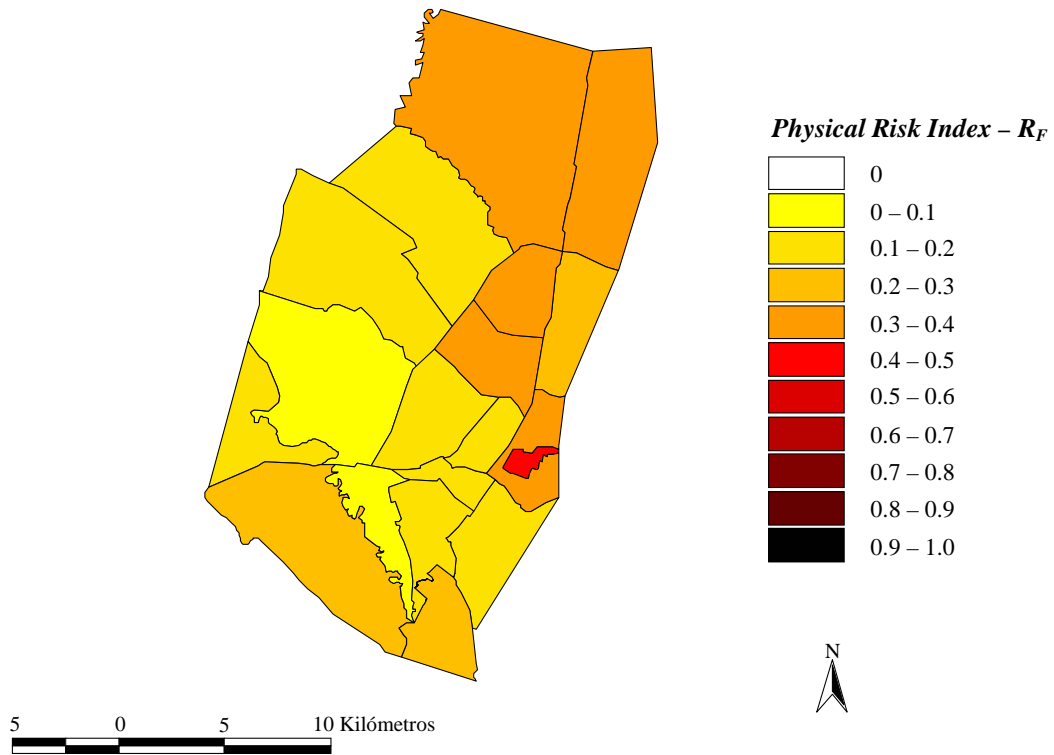 Physical Risk Index – RF
0
0 – 0.1
0.1 – 0.2
0.2 – 0.3
0.3 – 0.4
0.4 – 0.5
0.5 – 0.6
0.6 – 0.7
0.7 – 0.8
0.8 – 0.9
0.9 – 1.0
N
5 0 5 10 Kilómetros